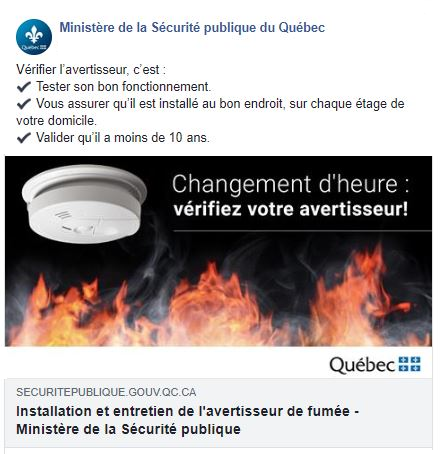 Ministère de la Sécurité publique du Québec
Québec
Vérifier l'avertisseur, c'est :
✔ Tester son bon fonctionnement.
✔ Vous assurer qu'il est installé au bon endroit, sur chaque étage de
votre domicile.
✔ Valider qu'il a moins de 10 ans.
Changement d'heure :
vérifiez votre avertisseur!
Québec
SECURITEPUBLIQUE.GOUV.QC.CA
Installation et entretien de l'avertisseur de fumée -
Ministère de la Sécurité publique